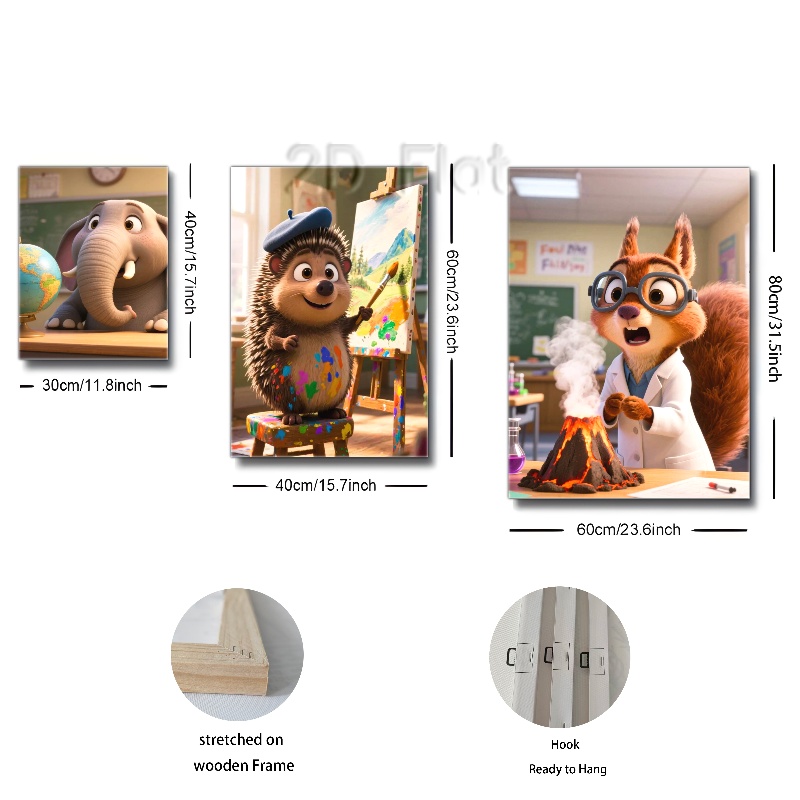 2D Flat
40cm/15.7inch
30cm/11.8inch
60cm/23.6inch
40cm/15.7inch
80cm/31.5inch
60cm/23.6inch
stretched on
wooden Frame
Hook
Ready to Hang